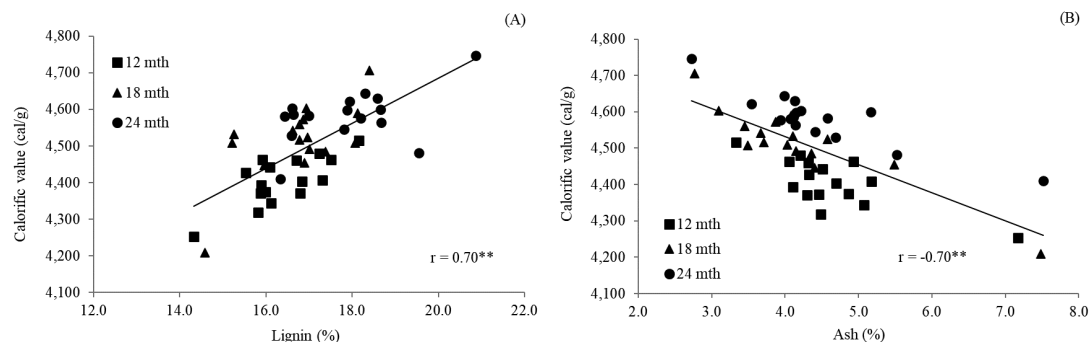 (A)
4,800
4,700
4,600
4,500
4,400
4,300
4,200
4,100
Calorific value (cal/g)
12 mth
18 mth
24 mth
r = 0.70**
12.0 14.0 16.0 18.0 20.0 22.0
Lignin (%)
(B)
4,800
4,700
4,600
4,500
4,400
4,300
4,200
4,100
Calorific value (cal/g)
12 mth
18 mth
24 mth
r = -0.70**
2.0 3.0 4.0 5.0 6.0 7.0 8.0
Ash (%)